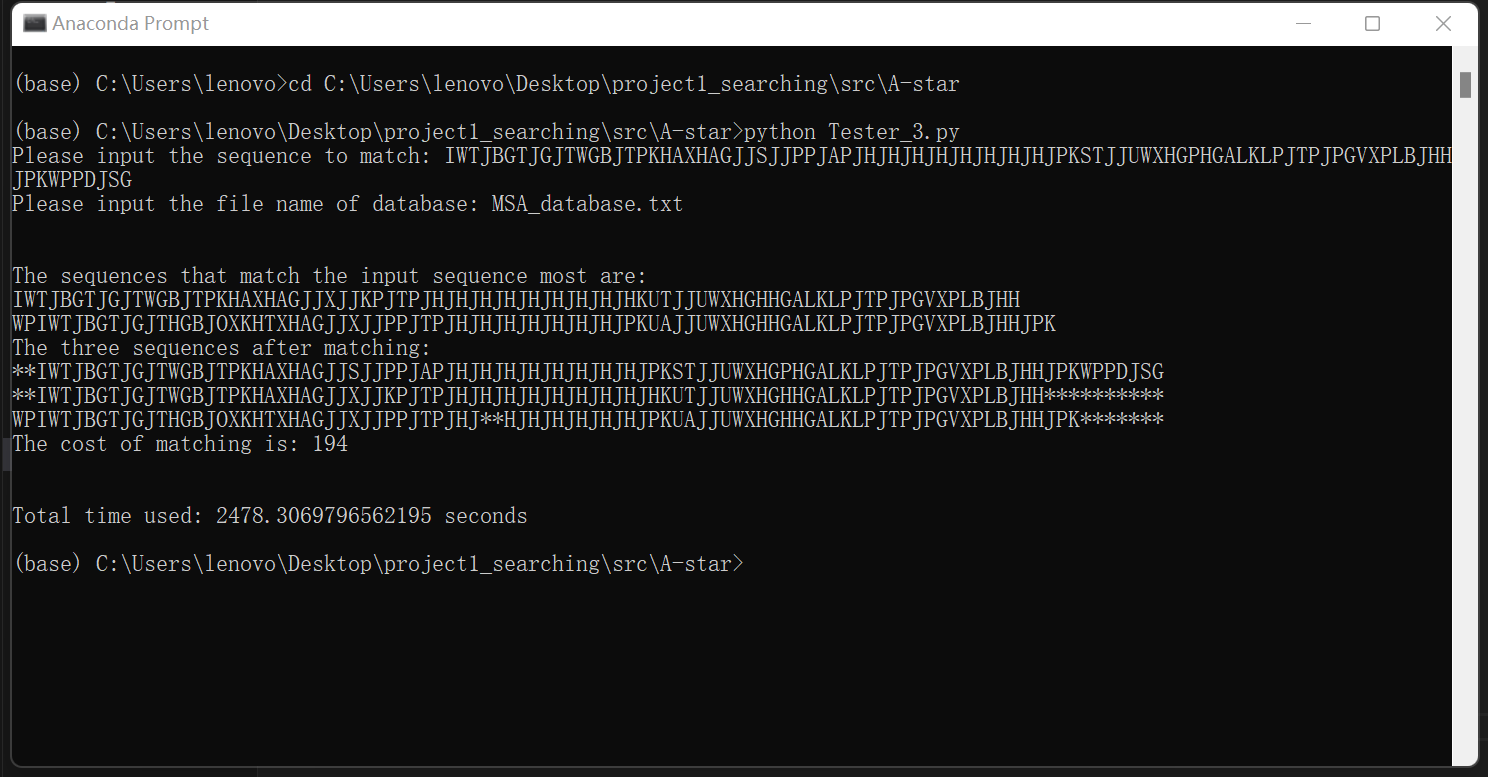 Anaconda Prompt
(base) C:\Users\lenovo>cd C:\Users\lenovo\Desktop\project1_searching\src\A-star
(base) C:\Users\lenovo\Desktop\project1_searching\src\A-star>python Tester_3.py
Please input the sequence to match: IWTJBGTJGJTWGBJTPKHAXHAGJJSJJPPJAPJHJHJHJHJHJHJHJHJPKSTJJUWXHGPHGALKLPJTPJPGVXPLBJHH
JPKWPPDJSG
Please input the file name of database: MSA_database.txt
The sequences that match the input sequence most are:
IWTJBGTJGJTWGBJTPKHAXHAGJJXJJKPJTPJHJHJHJHJHJHJHJHJHKUTJJUWXHGHHGALKLPJTPJPGVXPLBJHH
WPIWTJBGTJGJTHGBJOXKHTXHAGJJXJJPPJTPJHJHJHJHJHJHJHJPKUAJJUWXHGHHGALKLPJTPJPGVXPLBJHHJPK
The three sequences after matching:
**IWTJBGTJGJTWGBJTPKHAXHAGJJSJJPPJAPJHJHJHJHJHJHJHJHJPKSTJJUWXHGPHGALKLPJTPJPGVXPLBJHHJPKWPPDJSG
**IWTJBGTJGJTWGBJTPKHAXHAGJJXJJKPJTPJHJHJHJHJHJHJHJHJHKUTJJUWXHGHHGALKLPJTPJPGVXPLBJHH**********
WPIWTJBGTJGJTHGBJOXKHTXHAGJJXJJPPJTPJHJ**HJHJHJHJHJHJPKUAJJUWXHGHHGALKLPJTPJPGVXPLBJHHJPK*******
The cost of matching is: 194
Total time used: 2478.3069796562195 seconds
(base) C:\Users\lenovo\Desktop\project1_searching\src\A-star>